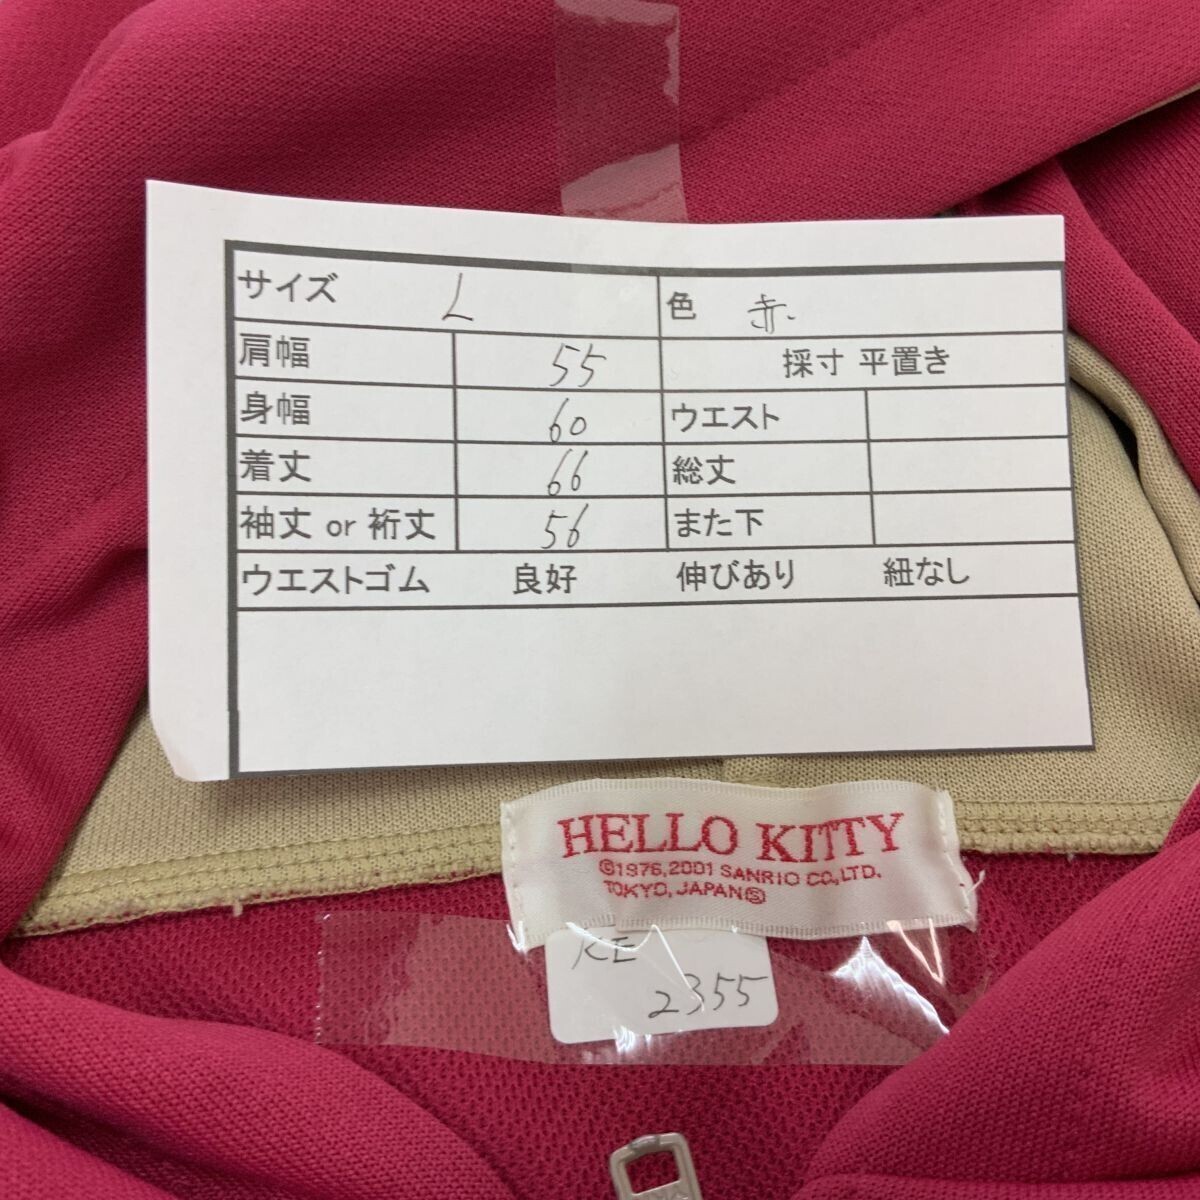 サイズ L 色 赤
肩幅 55 採寸 平置き
身幅 60 ウエスト
着丈 66 総丈
袖丈 or 裄丈 56 また下
ウエストゴム 良好 伸びあり 紐なし
HELLO KITTY
©1976,2001 SANRIO CO.,LTD.
TOKYO, JAPANⓈ
KE
2355